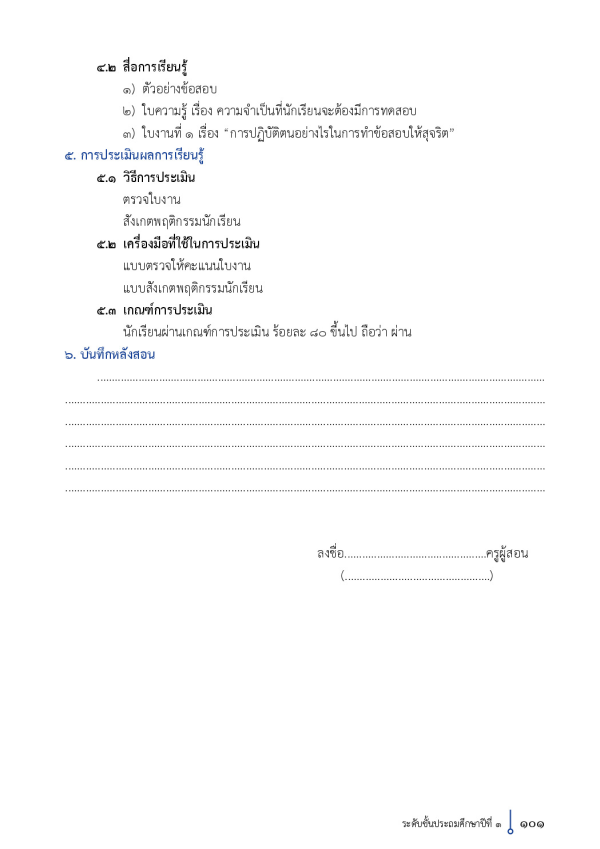 ๔.๒ สื่อการเรียนรู้
๑) ตัวอย่างข้อสอบ
๒) ใบความรู้ เรื่อง ความจำเป็นที่นักเรียนจะต้องมีการทดสอบ
๓) ใบงานที่ ๑ เรื่อง “การปฏิบัติตนอย่างไรในการทำข้อสอบให้สุจริต”
๕. การประเมินผลการเรียนรู้
๕.๑ วิธีการประเมิน
ตรวจใบงาน
สังเกตพฤติกรรมนักเรียน
๕.๒ เครื่องมือที่ใช้ในการประเมิน
แบบตรวจให้คะแนนใบงาน
แบบสังเกตพฤติกรรมนักเรียน
๕.๓ เกณฑ์การประเมิน
นักเรียนผ่านเกณฑ์การประเมิน ร้อยละ ๘๐ ขึ้นไป ถือว่า ผ่าน
๖. บันทึกหลังสอน
ลงชื่อ................................................ครูผู้สอน
(.................................................)
ระดับชั้นประถมศึกษาปีที่ ๑ ๑๐๑